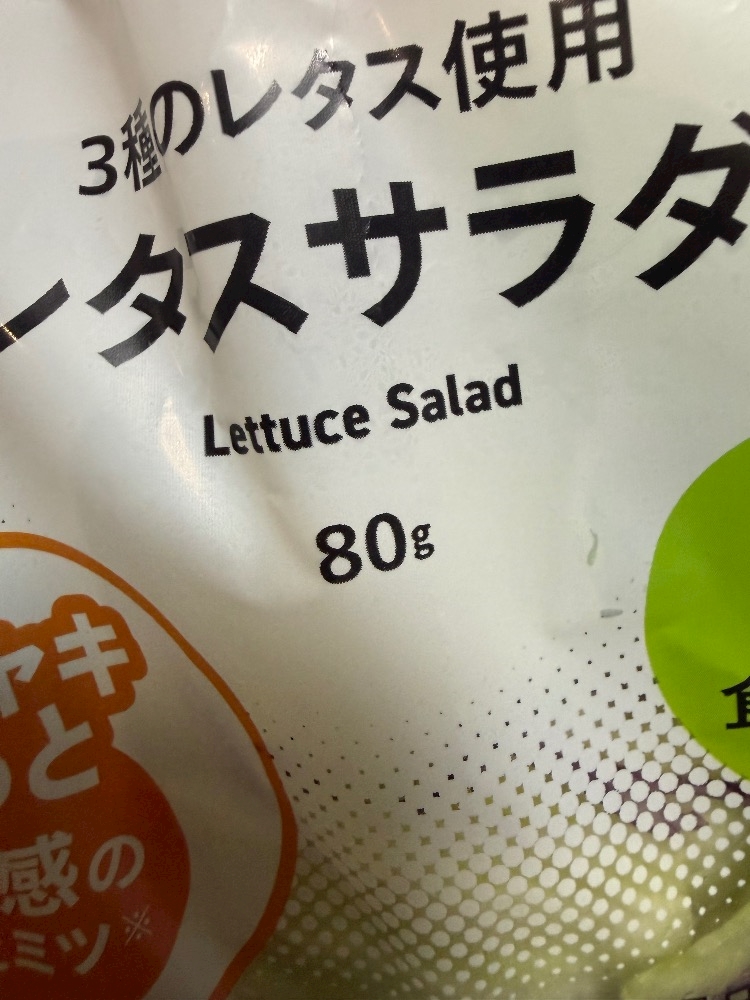 3種のレタス使用
レタスサラダ
Lettuce Salad
80g
ャキ
と
感の
ミツ※